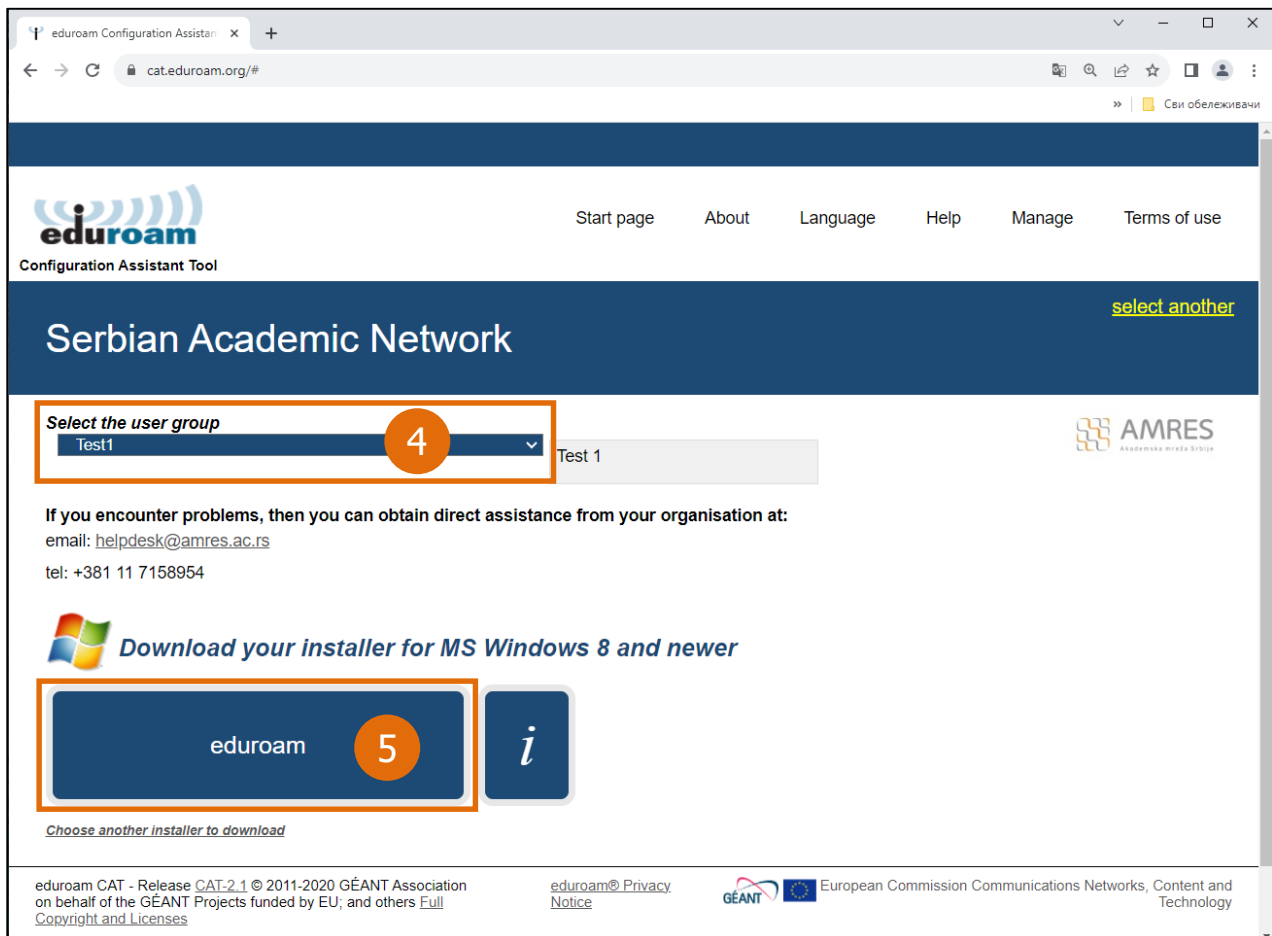 eduroam Configuration Assistan
cat.eduroam.org/#
» Сви обележивачи
eduroam
Configuration Assistant Tool
Start page About Language Help Manage Terms of use
select another
Serbian Academic Network
Select the user group
Test1
4
Test 1
AMRES
Akademska mreža Srbije
If you encounter problems, then you can obtain direct assistance from your organisation at:
email: helpdesk@amres.ac.rs
tel: +381 11 7158954
Download your installer for MS Windows 8 and newer
eduroam
5
i
Choose another installer to download
eduroam CAT - Release CAT-2.1 © 2011-2020 GÉANT Association
on behalf of the GÉANT Projects funded by EU; and others Full
Copyright and Licenses
eduroam® Privacy
Notice
GÉANT
European Commission Communications Networks, Content and
Technology